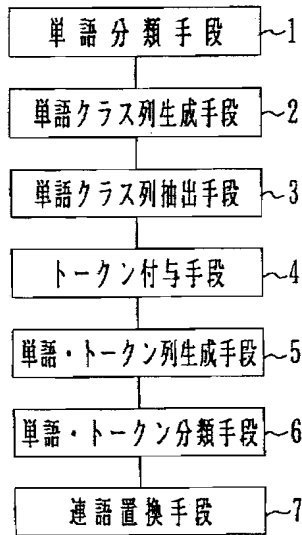 単語分類手段 ~1
単語クラス列生成手段 ~2
単語クラス列抽出手段 ~3
トークン付与手段 ~4
単語・トークン列生成手段 ~5
単語・トークン分類手段 ~6
連語置換手段 ~7